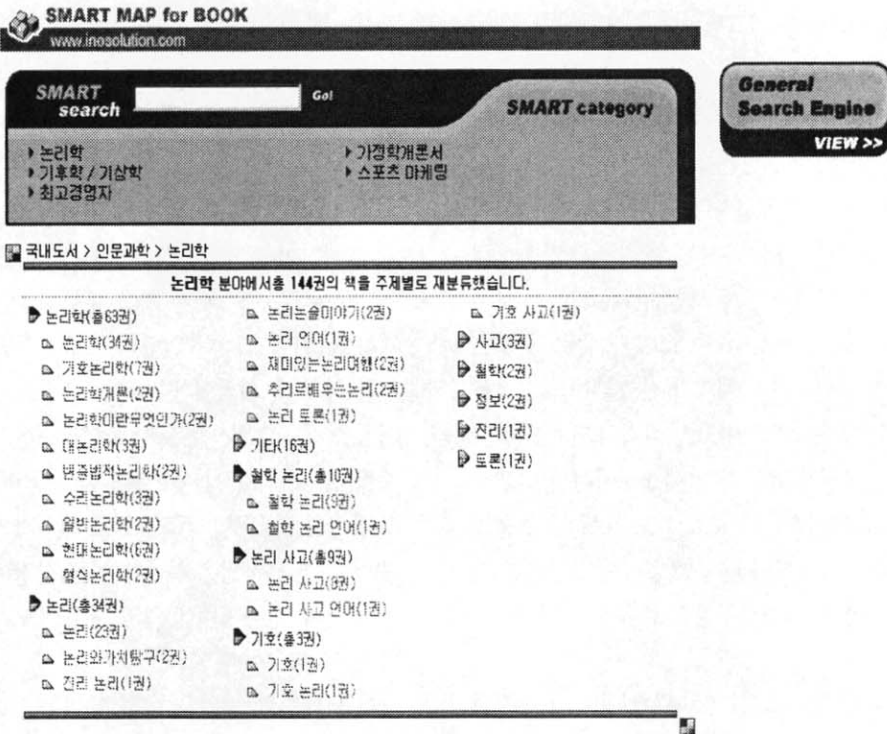 SMART MAP for BOOK
www.inosolution.com
SMART search
Go!
SMART category
General
Search Engine
VIEW >>
논리학
기후학 / 기상학
최고경영자
가정학개론서
스포츠 마케팅
국내도서 > 인문과학 > 논리학
논리학 분야에서총 144권의 책을 주제별로 재분류했습니다.
논리학(총63권)
논리학(34권)
기호논리학(7권)
논리학개론(2권)
논리학이란무엇인가(2권)
대논리학(3권)
변증법적논리학(2권)
수리논리학(3권)
일반논리학(2권)
현대논리학(6권)
형식논리학(2권)
논리(총34권)
논리(23권)
논리와가치탐구(2권)
진리 논리(1권)
논리논술이야기(2권)
논리 언어(1권)
재미있는논리여행(2권)
추리로배우는논리(2권)
논리 토론(1권)
기타(16권)
철학 논리(총10권)
철학 논리(9권)
철학 논리 언어(1권)
논리 사고(총9권)
논리 사고(8권)
논리 사고 언어(1권)
기호(총3권)
기호(1권)
기호 논리(1권)
기호 사고(1권)
사고(3권)
철학(2권)
정보(2권)
진리(1권)
토론(1권)